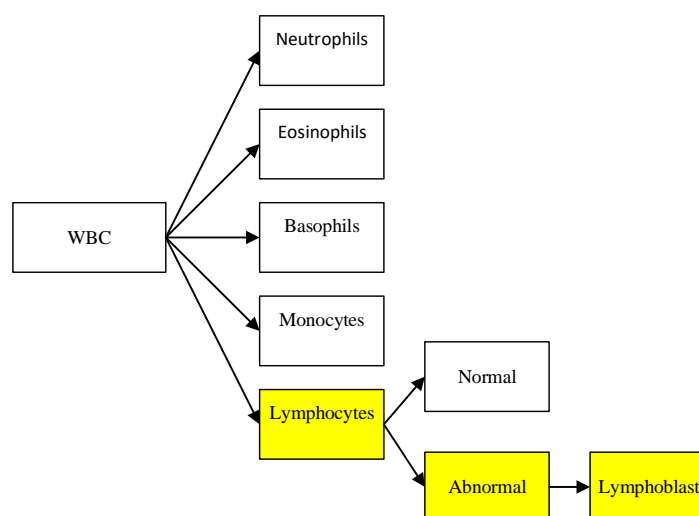 Neutrophils
Eosinophils
WBC
Basophils
Monocytes
Lymphocytes
Normal
Abnormal
Lymphoblast